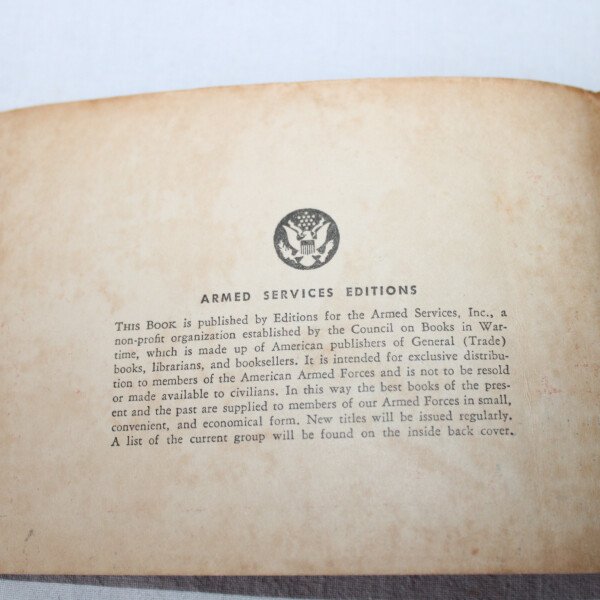 ARMED SERVICES EDITIONS
THIS BOOK is published by Editions for the Armed Services, Inc., a
non-profit organization established by the Council on Books in War-
time, which is made up of American publishers of General (Trade)
books, librarians, and booksellers. It is intended for exclusive distribu-
tion to members of the American Armed Forces and is not to be resold
or made available to civilians. In this way the best books of the pres-
ent and the past are supplied to members of our Armed Forces in small,
convenient, and economical form. New titles will be issued regularly.
A list of the current group will be found on the inside back cover.